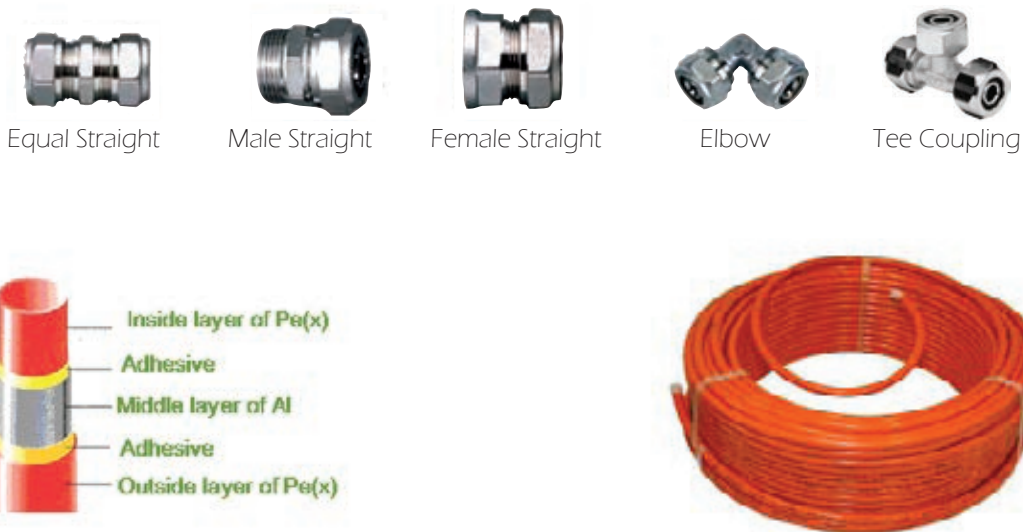 Equal Straight
Male Straight
Female Straight
Elbow
Tee Coupling
Inside layer of Pe(x)
Adhesive
Middle layer of Al
Adhesive
Outside layer of Pe(x)